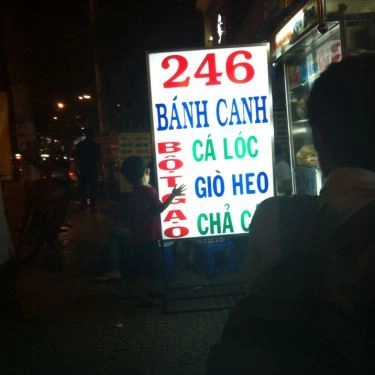 246
BÁNH CANH
BỘT GẠO
CÁ LÓC
GIÒ HEO
CHẢ